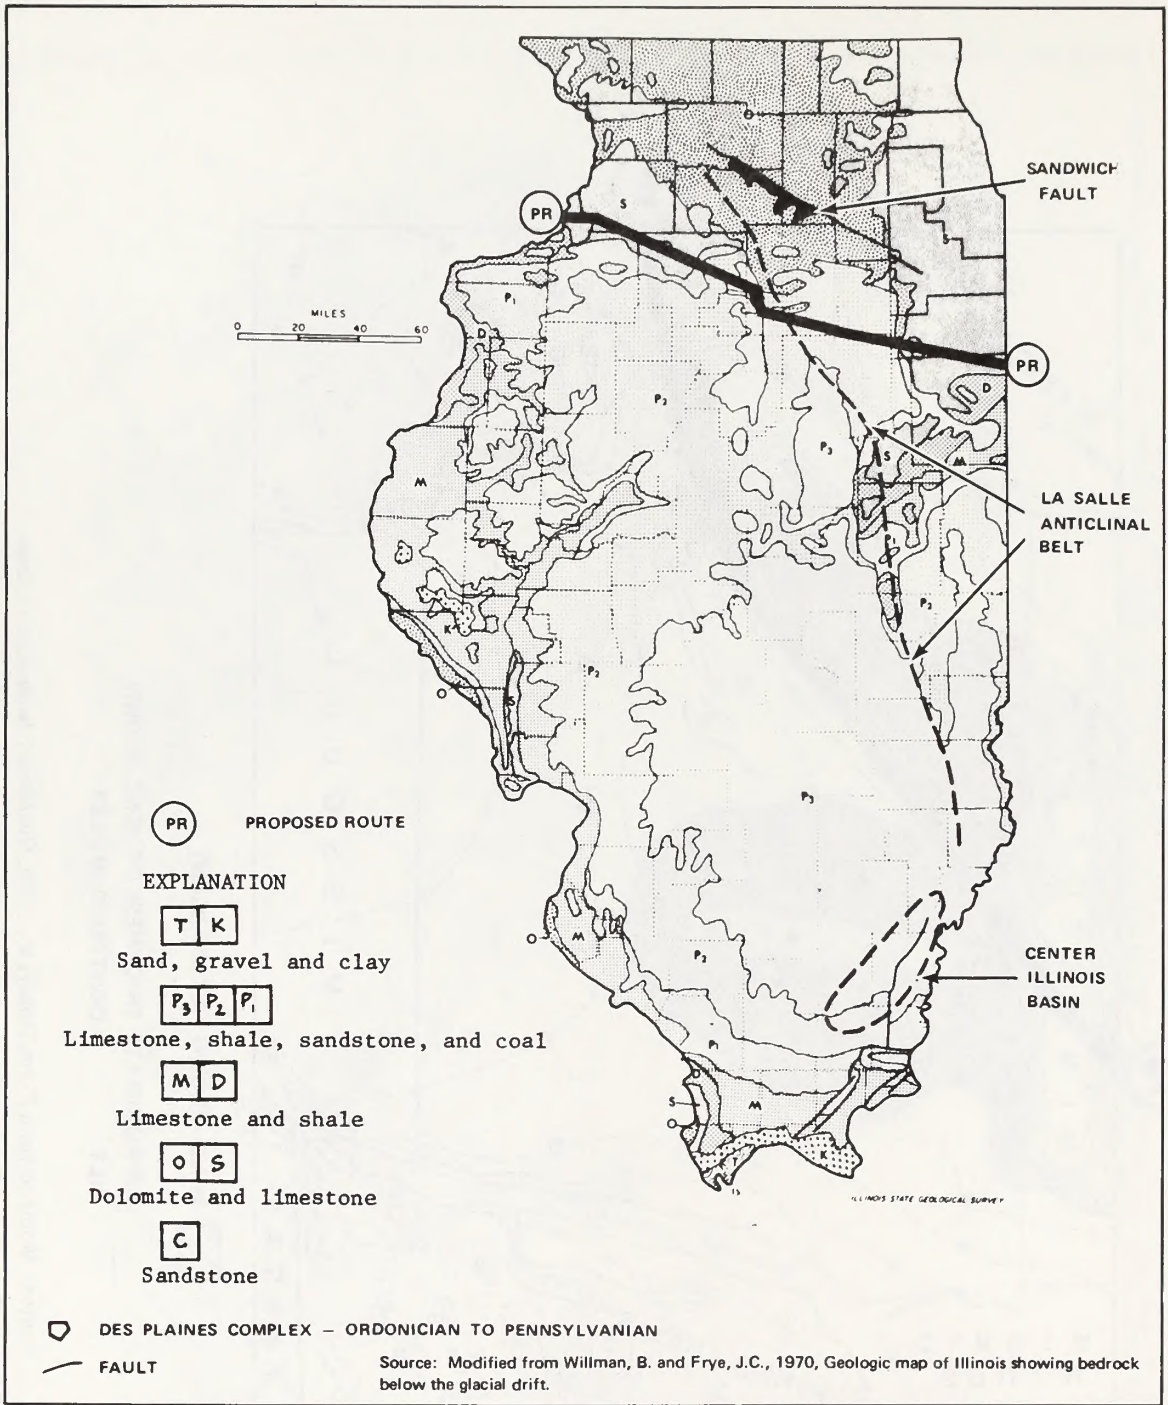 SANDWICH
FAULT
PR
S
P1
MILES
0 20 40 60
D
PR
D
P2
P3
S
M
M
LA SALLE
ANTICLINAL
BELT
P2
K
P2
O
S
P3
PR PROPOSED ROUTE
EXPLANATION
T K
Sand, gravel and clay
P3 P2 P1
Limestone, shale, sandstone, and coal
M D
Limestone and shale
O S
Dolomite and limestone
C
Sandstone
O
M
P2
CENTER
ILLINOIS
BASIN
P1
O
S
M
O
T
K
ILLINOIS STATE GEOLOGICAL SURVEY
DES PLAINES COMPLEX – ORDONICIAN TO PENNSYLVANIAN
FAULT
Source: Modified from Willman, B. and Frye, J.C., 1970, Geologic map of Illinois showing bedrock
below the glacial drift.